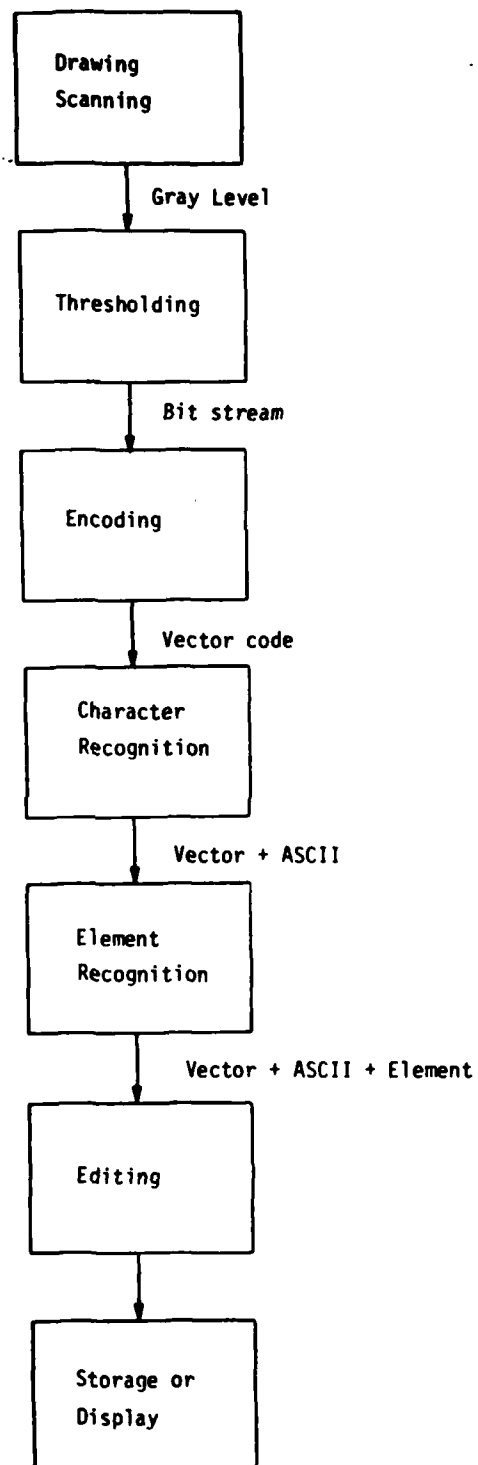 Drawing
Scanning
Gray Level
Thresholding
Bit stream
Encoding
Vector code
Character
Recognition
Vector + ASCII
Element
Recognition
Vector + ASCII + Element
Editing
Storage or
Display